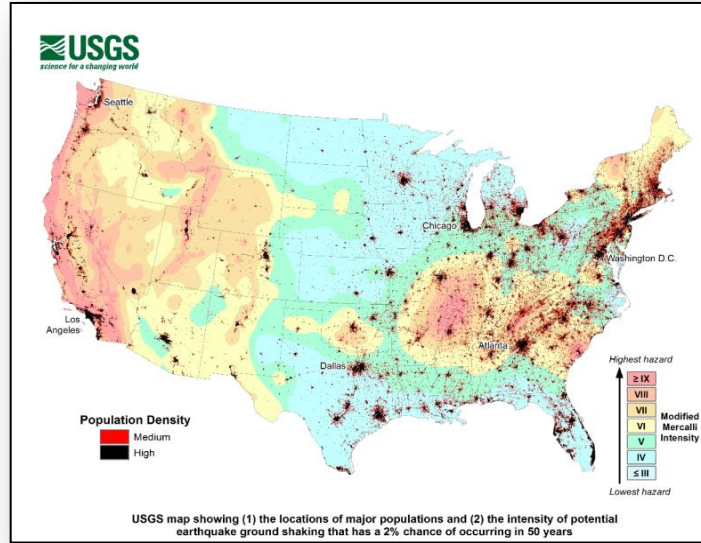 USGS
science for a changing world
Seattle
Chicago
Washington D.C.
Los
Angeles
Atlanta
Dallas
Population Density
Medium
High
Highest hazard
≥ IX
VIII
VII
VI
V
IV
≤ III
Modified
Mercalli
Intensity
Lowest hazard
USGS map showing (1) the locations of major populations and (2) the intensity of potential
earthquake ground shaking that has a 2% chance of occurring in 50 years